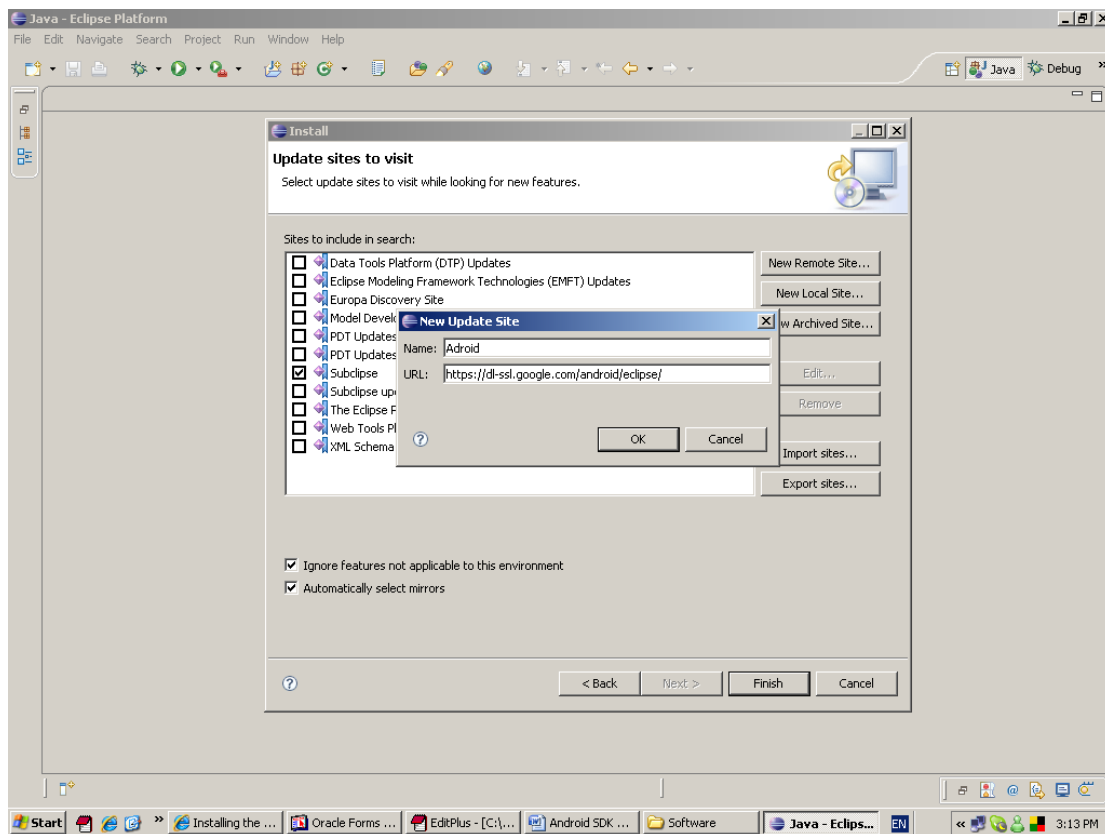 Java - Eclipse Platform
File Edit Navigate Search Project Run Window Help
Java Debug »
Install
Update sites to visit
Select update sites to visit while looking for new features.
Sites to include in search:
Data Tools Platform (DTP) Updates
Eclipse Modeling Framework Technologies (EMFT) Updates
Europa Discovery Site
Model Devel
PDT Updates
PDT Updates
Subclipse
Subclipse up
The Eclipse
Web Tools Pl
XML Schema
New Remote Site...
New Local Site...
w Archived Site...
Edit...
Remove
Import sites...
Export sites...
New Update Site
Name: Adroid
URL: https://dl-ssl.google.com/android/eclipse/
OK Cancel
Ignore features not applicable to this environment
Automatically select mirrors
< Back Next > Finish Cancel
Start » Installing the ... Oracle Forms ... EditPlus - [C:\... Android SDK ... Software Java - Eclips... EN « 3:13 PM